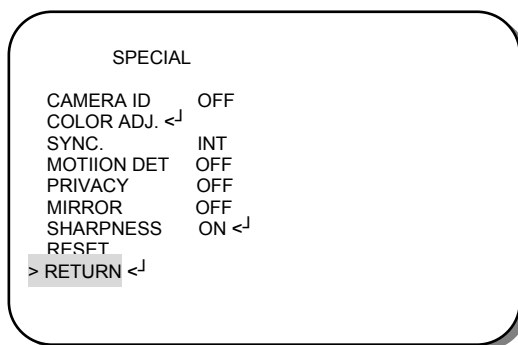 SPECIAL
CAMERA ID OFF
COLOR ADJ. <┘
SYNC. INT
MOTIION DET OFF
PRIVACY OFF
MIRROR OFF
SHARPNESS ON <┘
RESET
> RETURN <┘